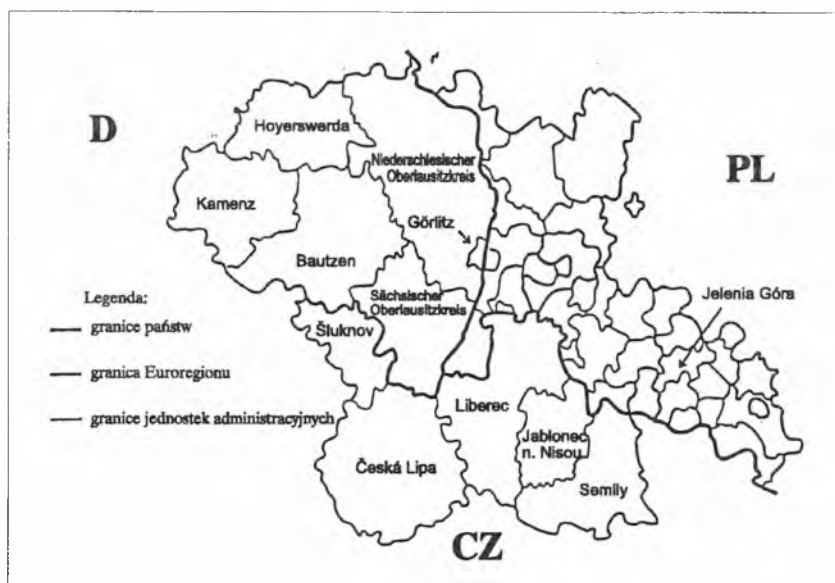 D
PL
CZ
Hoyerswerda
Niederschlesischer
Oberlausitzkreis
Kamenz
Görlitz
Bautzen
Sächsischer
Oberlausitzkreis
Šluknov
Jelenia Góra
Liberec
Jablonec
n. Nisou
Česká Lipa
Semily
Legenda:
granice państw
granica Euroregionu
granice jednostek administracyjnych